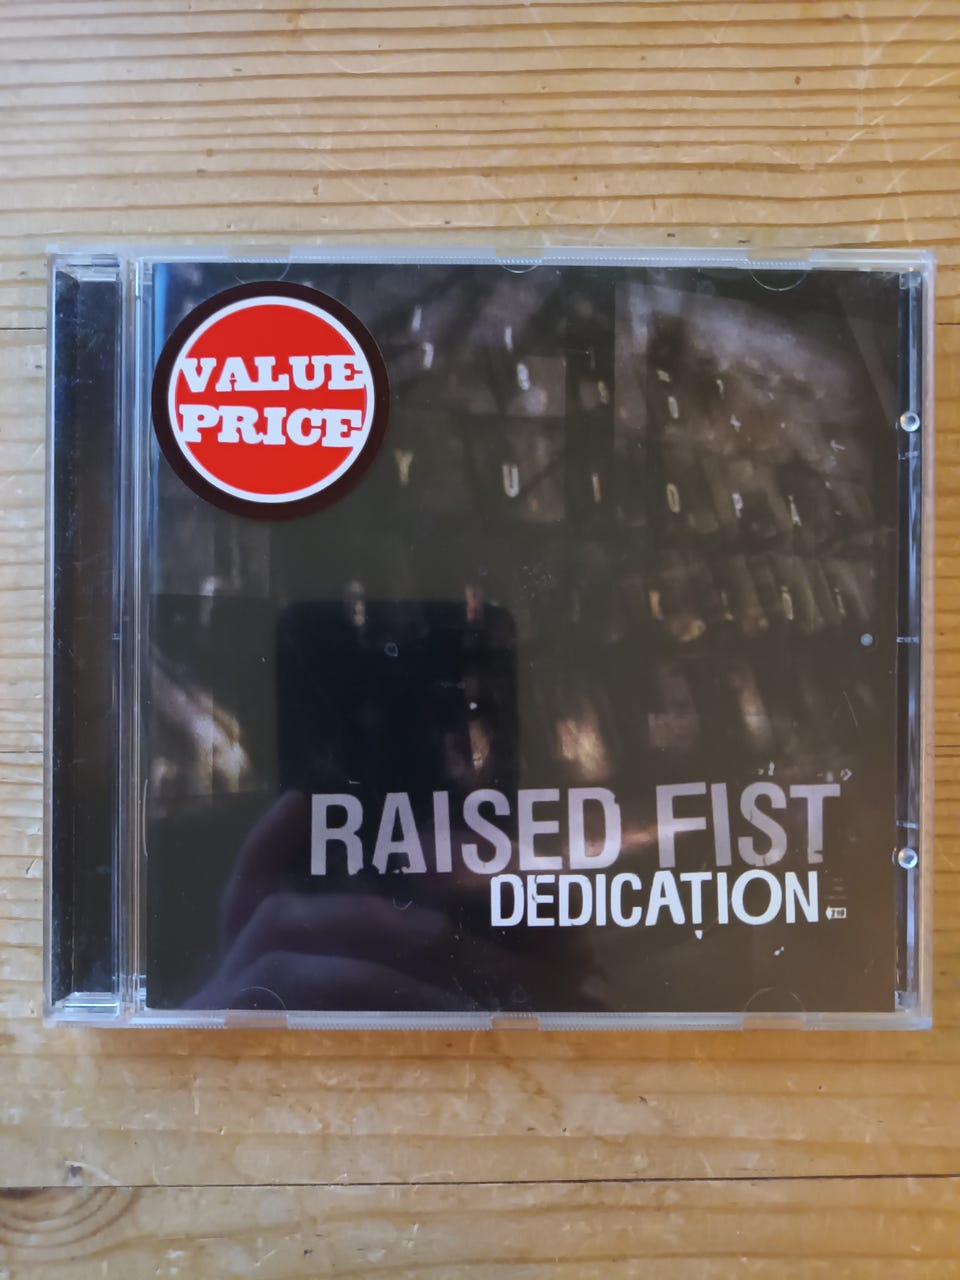 VALUE
PRICE
Y U I O P Å
RAISED FIST
DEDICATION